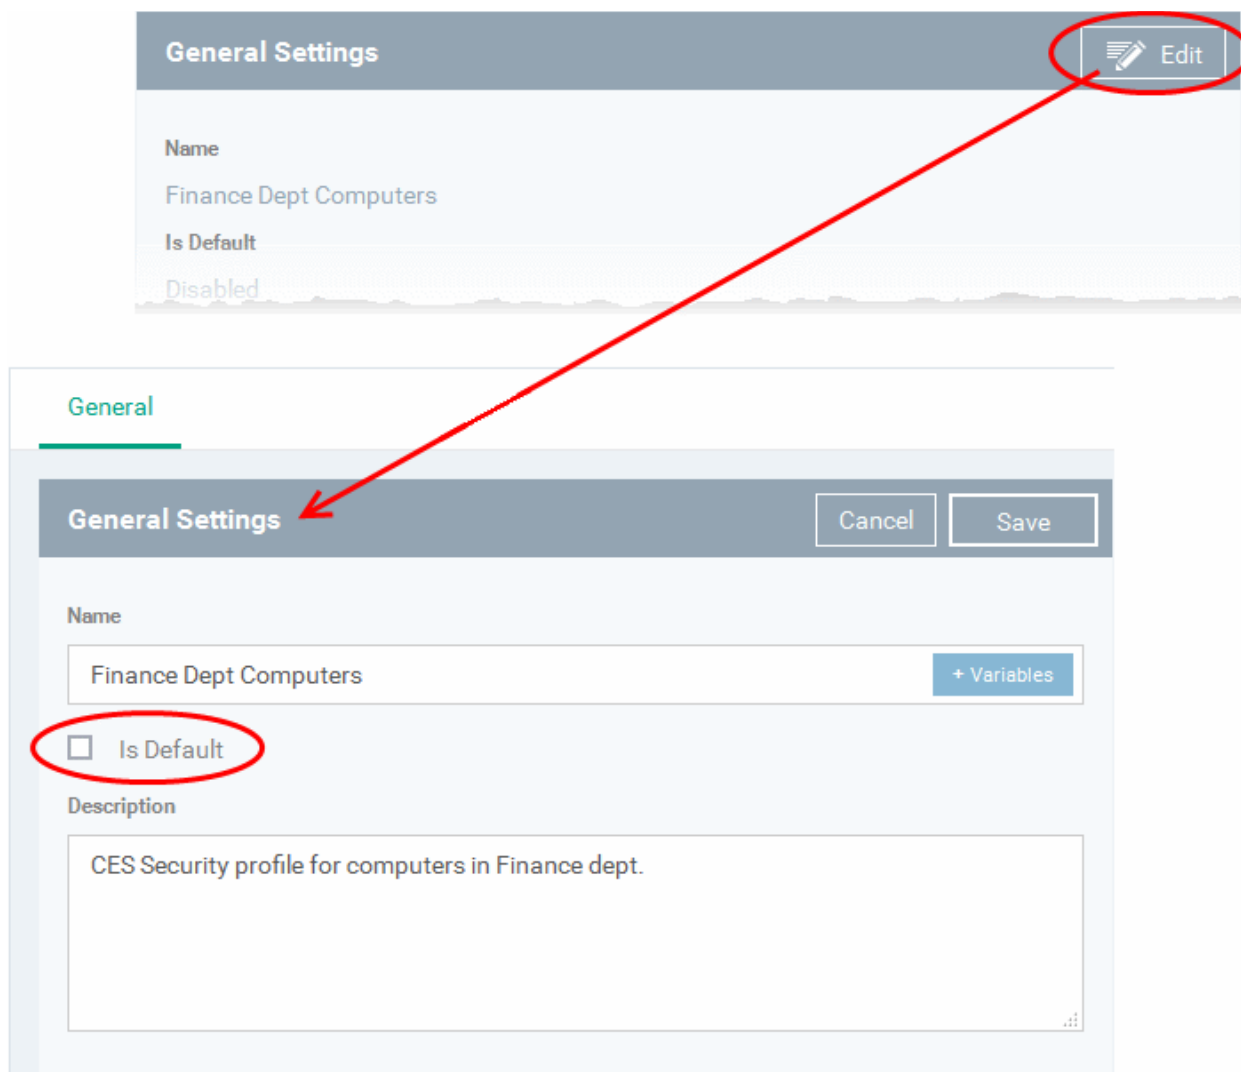 General Settings
Edit
Name
Finance Dept Computers
Is Default
Disabled
General
General Settings
Cancel
Save
Name
Finance Dept Computers
+ Variables
Is Default
Description
CES Security profile for computers in Finance dept.